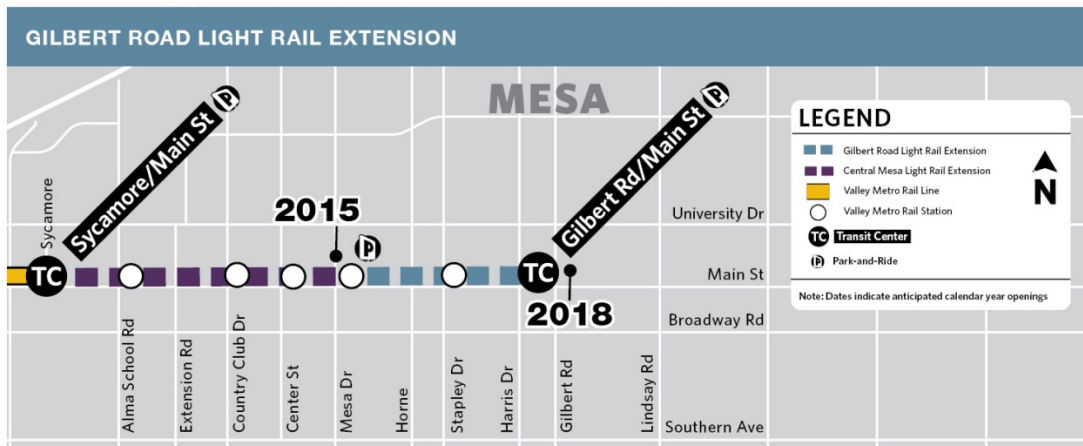 GILBERT ROAD LIGHT RAIL EXTENSION
MESA
Sycamore
Sycamore/Main St P
Gilbert Rd/Main St P
2015
P
TC
TC
2018
University Dr
Main St
Broadway Rd
Southern Ave
Alma School Rd
Extension Rd
Country Club Dr
Center St
Mesa Dr
Horne
Stapley Dr
Harris Dr
Gilbert Rd
Lindsay Rd
LEGEND
Gilbert Road Light Rail Extension
Central Mesa Light Rail Extension
Valley Metro Rail Line
Valley Metro Rail Station
TC Transit Center
P Park-and-Ride
N
Note: Dates indicate anticipated calendar year openings